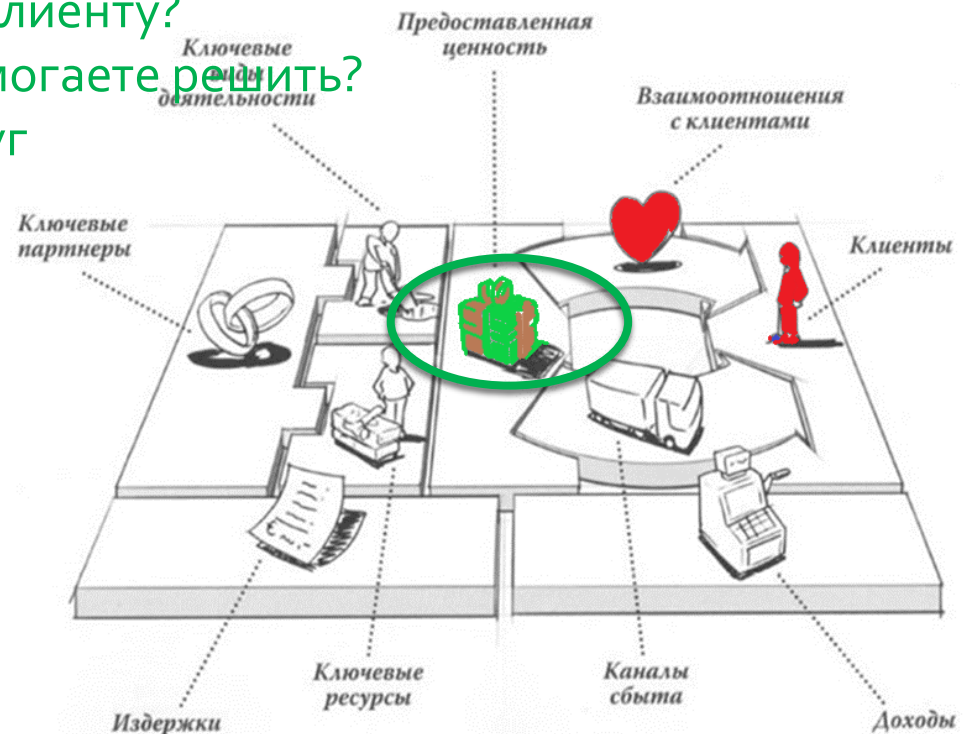 лиенту?
могаете решить?
уг
Предоставленная
ценность
Ключевые
виды
деятельности
Взаимоотношения
с клиентами
Ключевые
партнеры
Клиенты
Ключевые
ресурсы
Каналы
сбыта
Издержки
Доходы